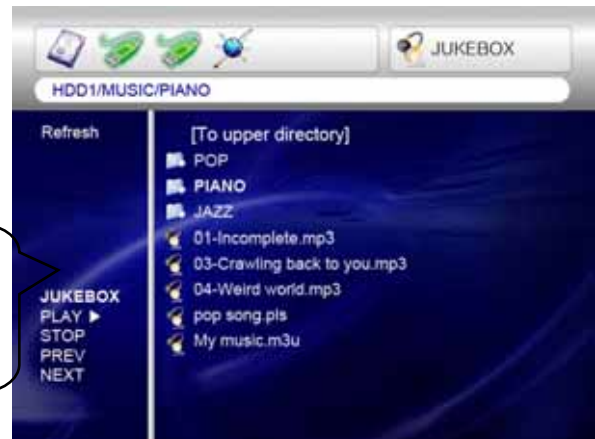 JUKEBOX
HDD1/MUSIC/PIANO
Refresh
[To upper directory]
POP
PIANO
JAZZ
01-Incomplete.mp3
03-Crawling back to you.mp3
04-Weird world.mp3
pop song.pls
My music.m3u
JUKEBOX
PLAY ▶
STOP
PREV
NEXT